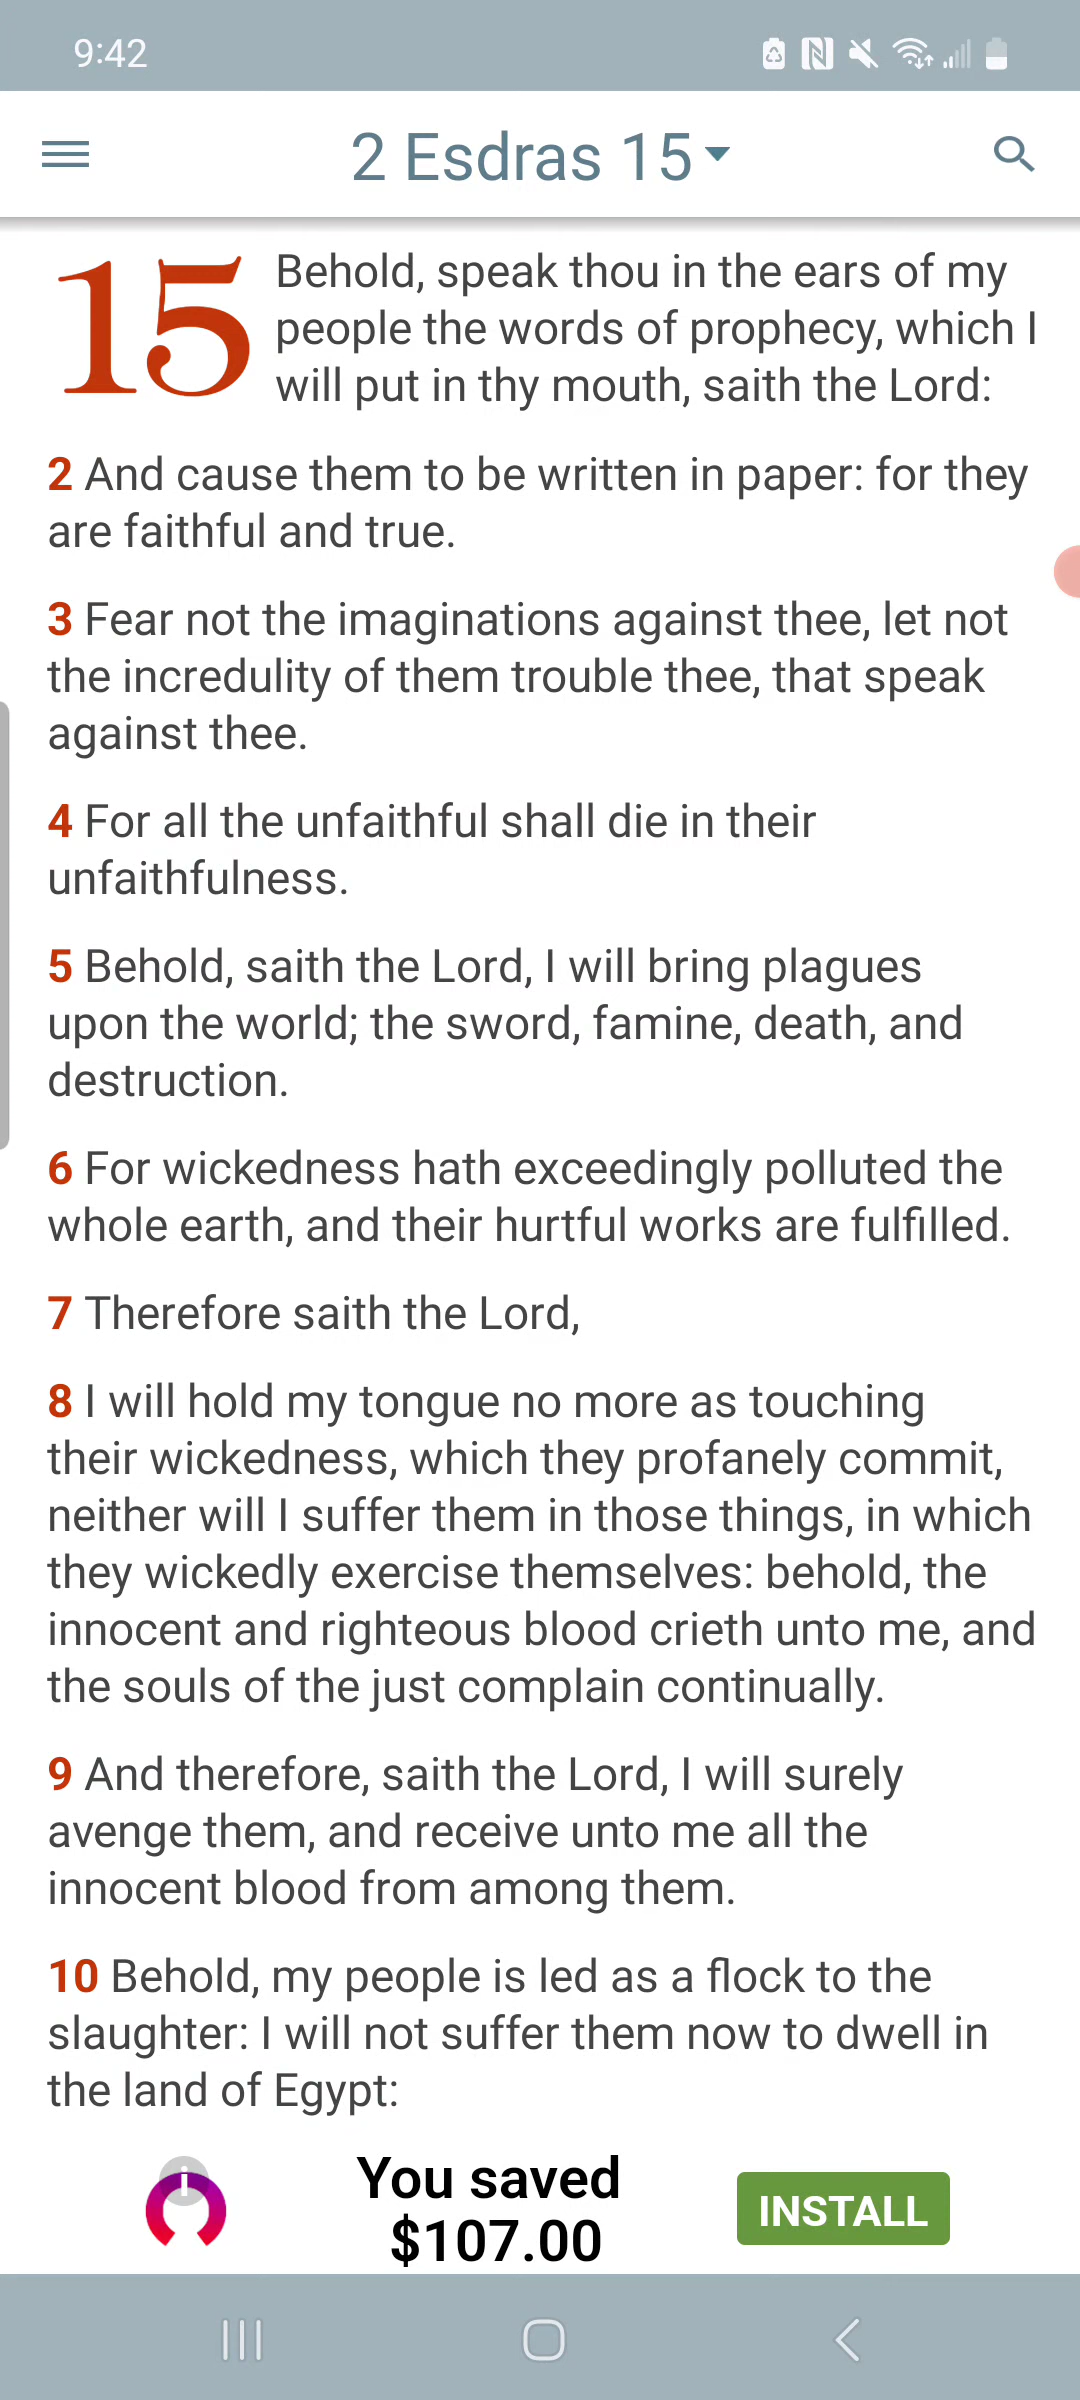 9:42
2 Esdras 15
15 Behold, speak thou in the ears of my
people the words of prophecy, which I
will put in thy mouth, saith the Lord:
2 And cause them to be written in paper: for they
are faithful and true.
3 Fear not the imaginations against thee, let not
the incredulity of them trouble thee, that speak
against thee.
4 For all the unfaithful shall die in their
unfaithfulness.
5 Behold, saith the Lord, I will bring plagues
upon the world; the sword, famine, death, and
destruction.
6 For wickedness hath exceedingly polluted the
whole earth, and their hurtful works are fulfilled.
7 Therefore saith the Lord,
8 I will hold my tongue no more as touching
their wickedness, which they profanely commit,
neither will I suffer them in those things, in which
they wickedly exercise themselves: behold, the
innocent and righteous blood crieth unto me, and
the souls of the just complain continually.
9 And therefore, saith the Lord, I will surely
avenge them, and receive unto me all the
innocent blood from among them.
10 Behold, my people is led as a flock to the
slaughter: I will not suffer them now to dwell in
the land of Egypt:
You saved
$107.00
INSTALL